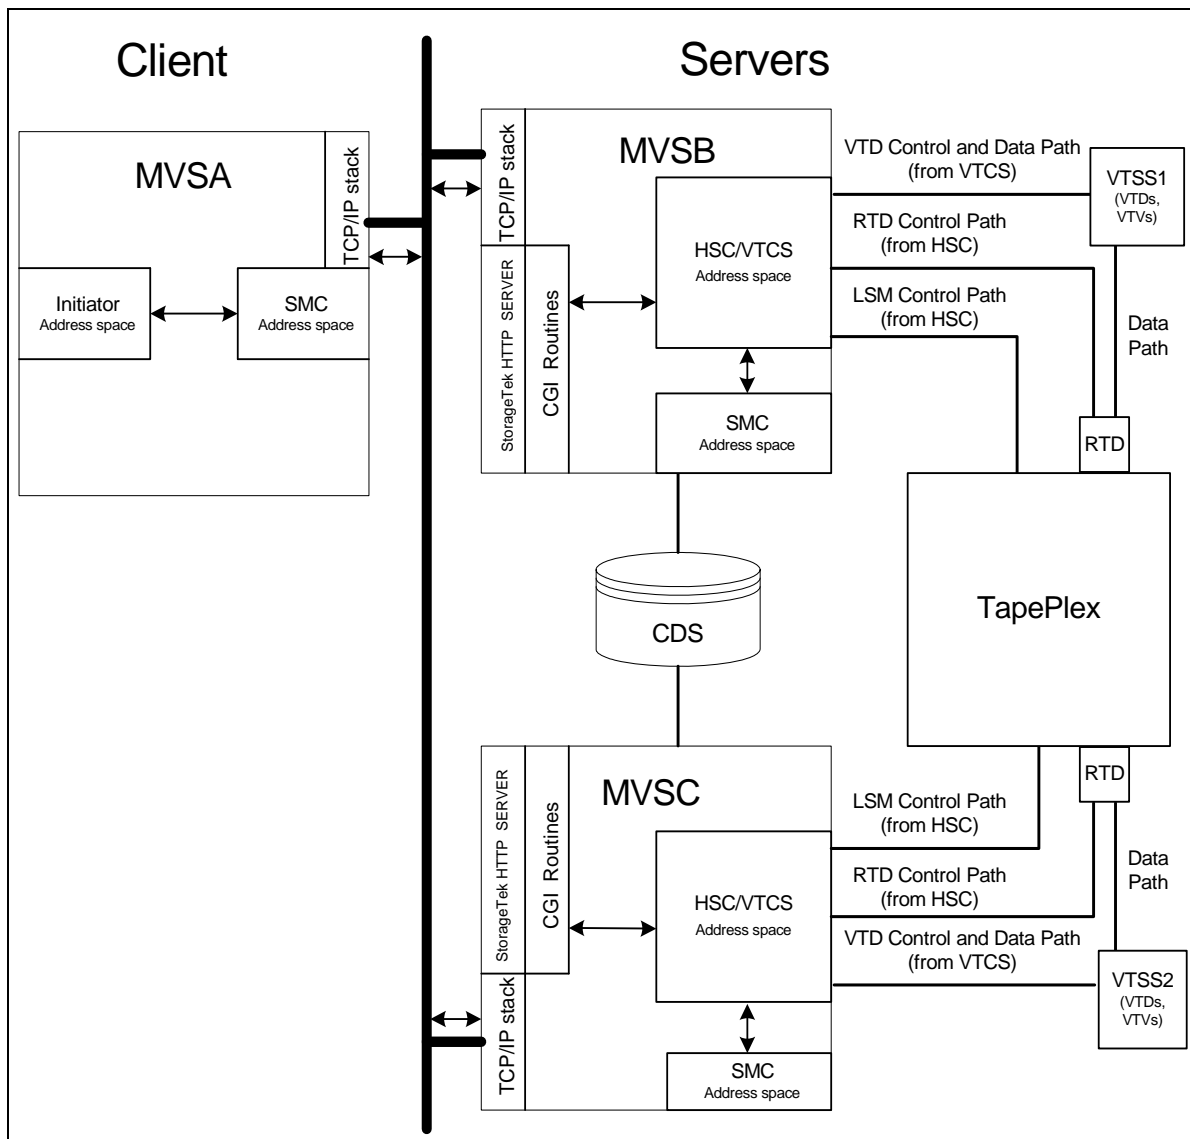 Client
Servers
MVSA
TCP/IP stack
Initiator
Address space
SMC
Address space
TCP/IP stack
StorageTek HTTP SERVER
CGI Routines
MVSB
HSC/VTCS
Address space
SMC
Address space
VTD Control and Data Path
(from VTCS)
RTD Control Path
(from HSC)
LSM Control Path
(from HSC)
VTSS1
(VTDs,
VTVs)
Data
Path
RTD
TapePlex
CDS
RTD
StorageTek HTTP SERVER
CGI Routines
TCP/IP stack
MVSC
HSC/VTCS
Address space
SMC
Address space
LSM Control Path
(from HSC)
RTD Control Path
(from HSC)
VTD Control and Data Path
(from VTCS)
Data
Path
VTSS2
(VTDs,
VTVs)